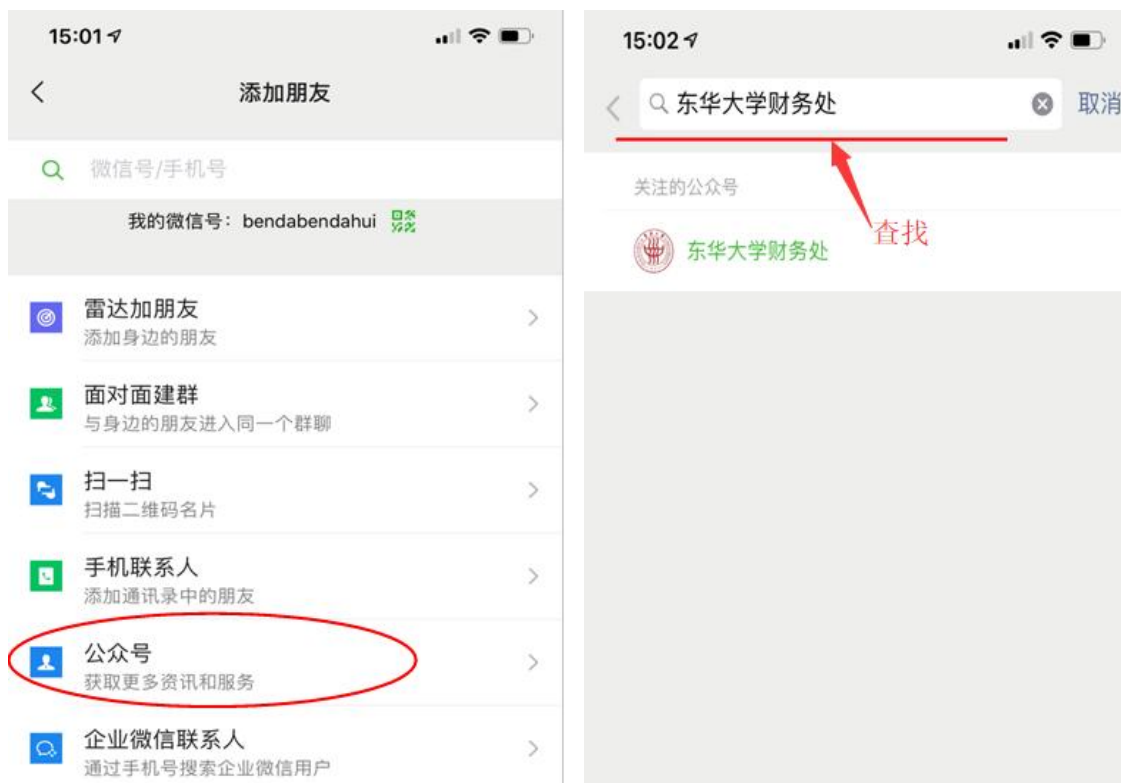 15:01
添加朋友
微信号/手机号
我的微信号：bendabendahui
雷达加朋友
添加身边的朋友
面对面建群
与身边的朋友进入同一个群聊
扫一扫
扫描二维码名片
手机联系人
添加通讯录中的朋友
公众号
获取更多资讯和服务
企业微信联系人
通过手机号搜索企业微信用户
15:02
东华大学财务处
取消
关注的公众号
查找
东华大学财务处